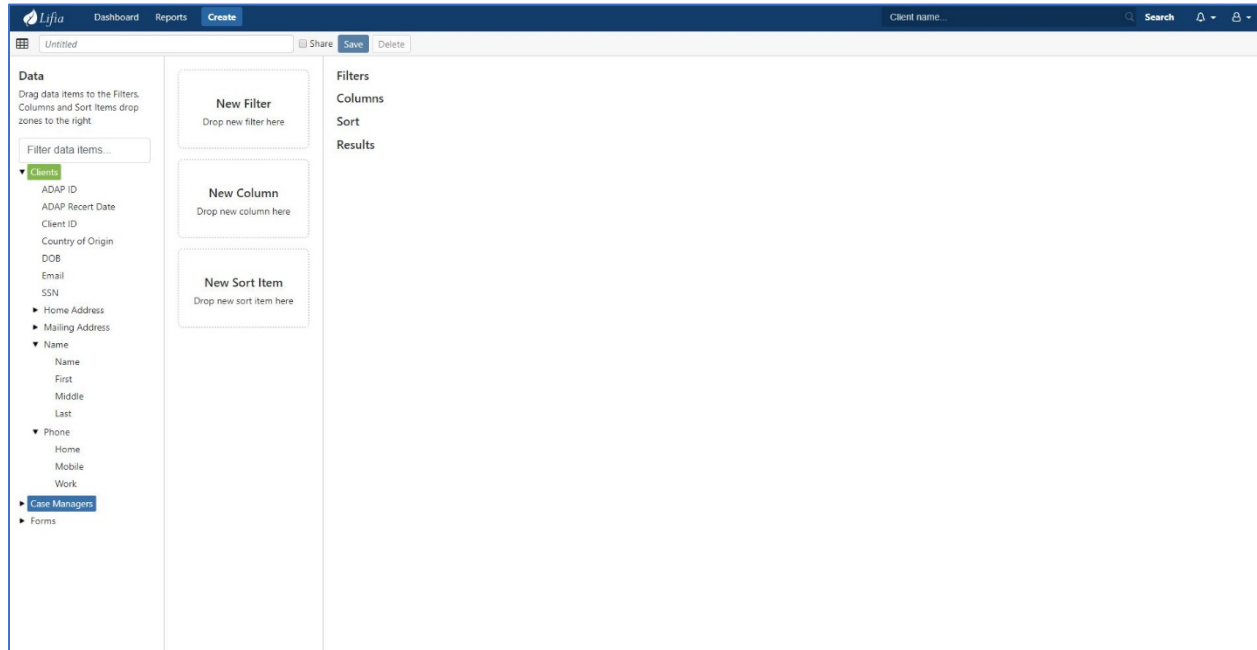 Lifia Dashboard Reports Create Client name... Search
Untitled Share Save Delete
Data
Drag data items to the Filters,
Columns and Sort Items drop
zones to the right
Filter data items...
Clients
ADAP ID
ADAP Recert Date
Client ID
Country of Origin
DOB
Email
SSN
Home Address
Mailing Address
Name
Name
First
Middle
Last
Phone
Home
Mobile
Work
Case Managers
Forms
New Filter
Drop new filter here
New Column
Drop new column here
New Sort Item
Drop new sort item here
Filters
Columns
Sort
Results